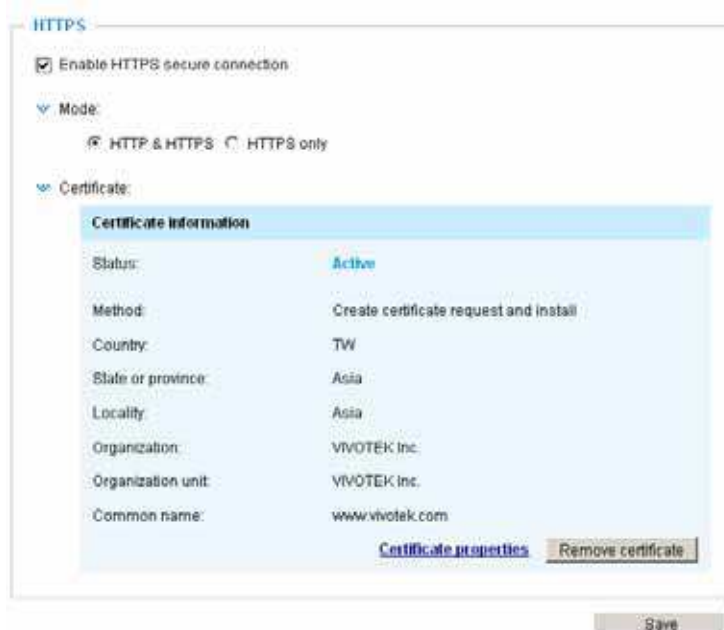 HTTPS
Enable HTTPS secure connection
Mode:
HTTP & HTTPS HTTPS only
Certificate:
Certificate information
Status: Active
Method: Create certificate request and install
Country: TW
State or province: Asia
Locality: Asia
Organization: VIVOTEK Inc.
Organization unit: VIVOTEK Inc.
Common name: www.vivotek.com
Certificate properties Remove certificate
Save